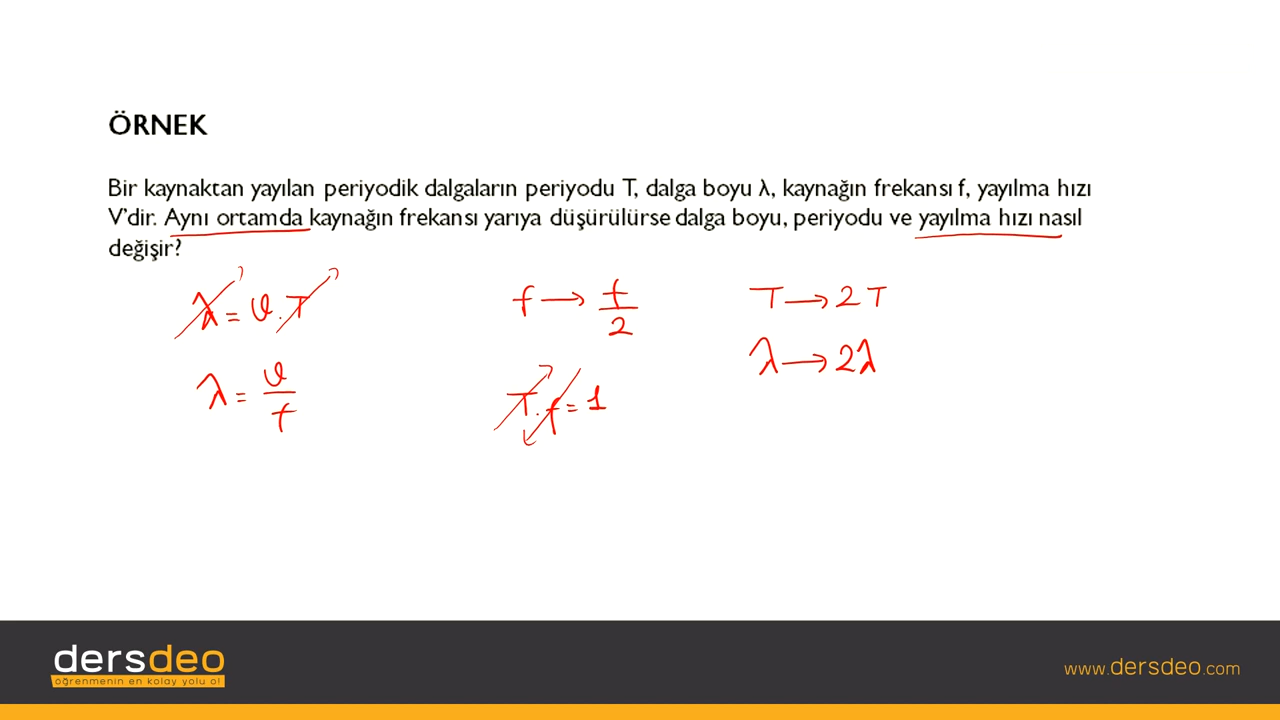 ÖRNEK
Bir kaynaktan yayılan periyodik dalgaların periyodu T, dalga boyu λ, kaynağın frekansı f, yayılma hızı
V'dir. Aynı ortamda kaynağın frekansı yarıya düşürülürse dalga boyu, periyodu ve yayılma hızı nasıl
değişir?
λ = ϑ . T
f → f/2
T → 2T
λ → 2λ
λ = ϑ/f
T . f = 1
dersdeo
öğrenmenin en kolay yolu o!
www.dersdeo.com